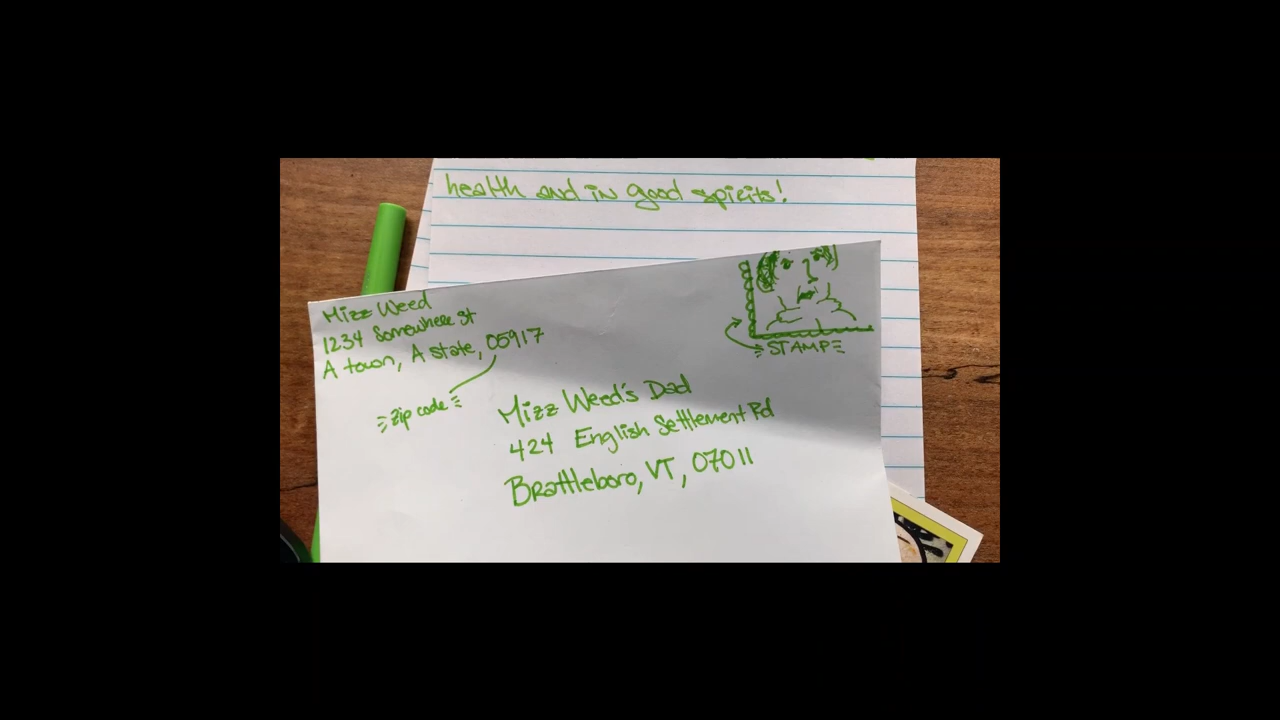 health and in good spirits!
Mizz Weed
1234 Somewhere St
A town, A state, 05917
zip code
STAMP
Mizz Weed's Dad
424 English Settlement Rd
Brattleboro, VT, 07011